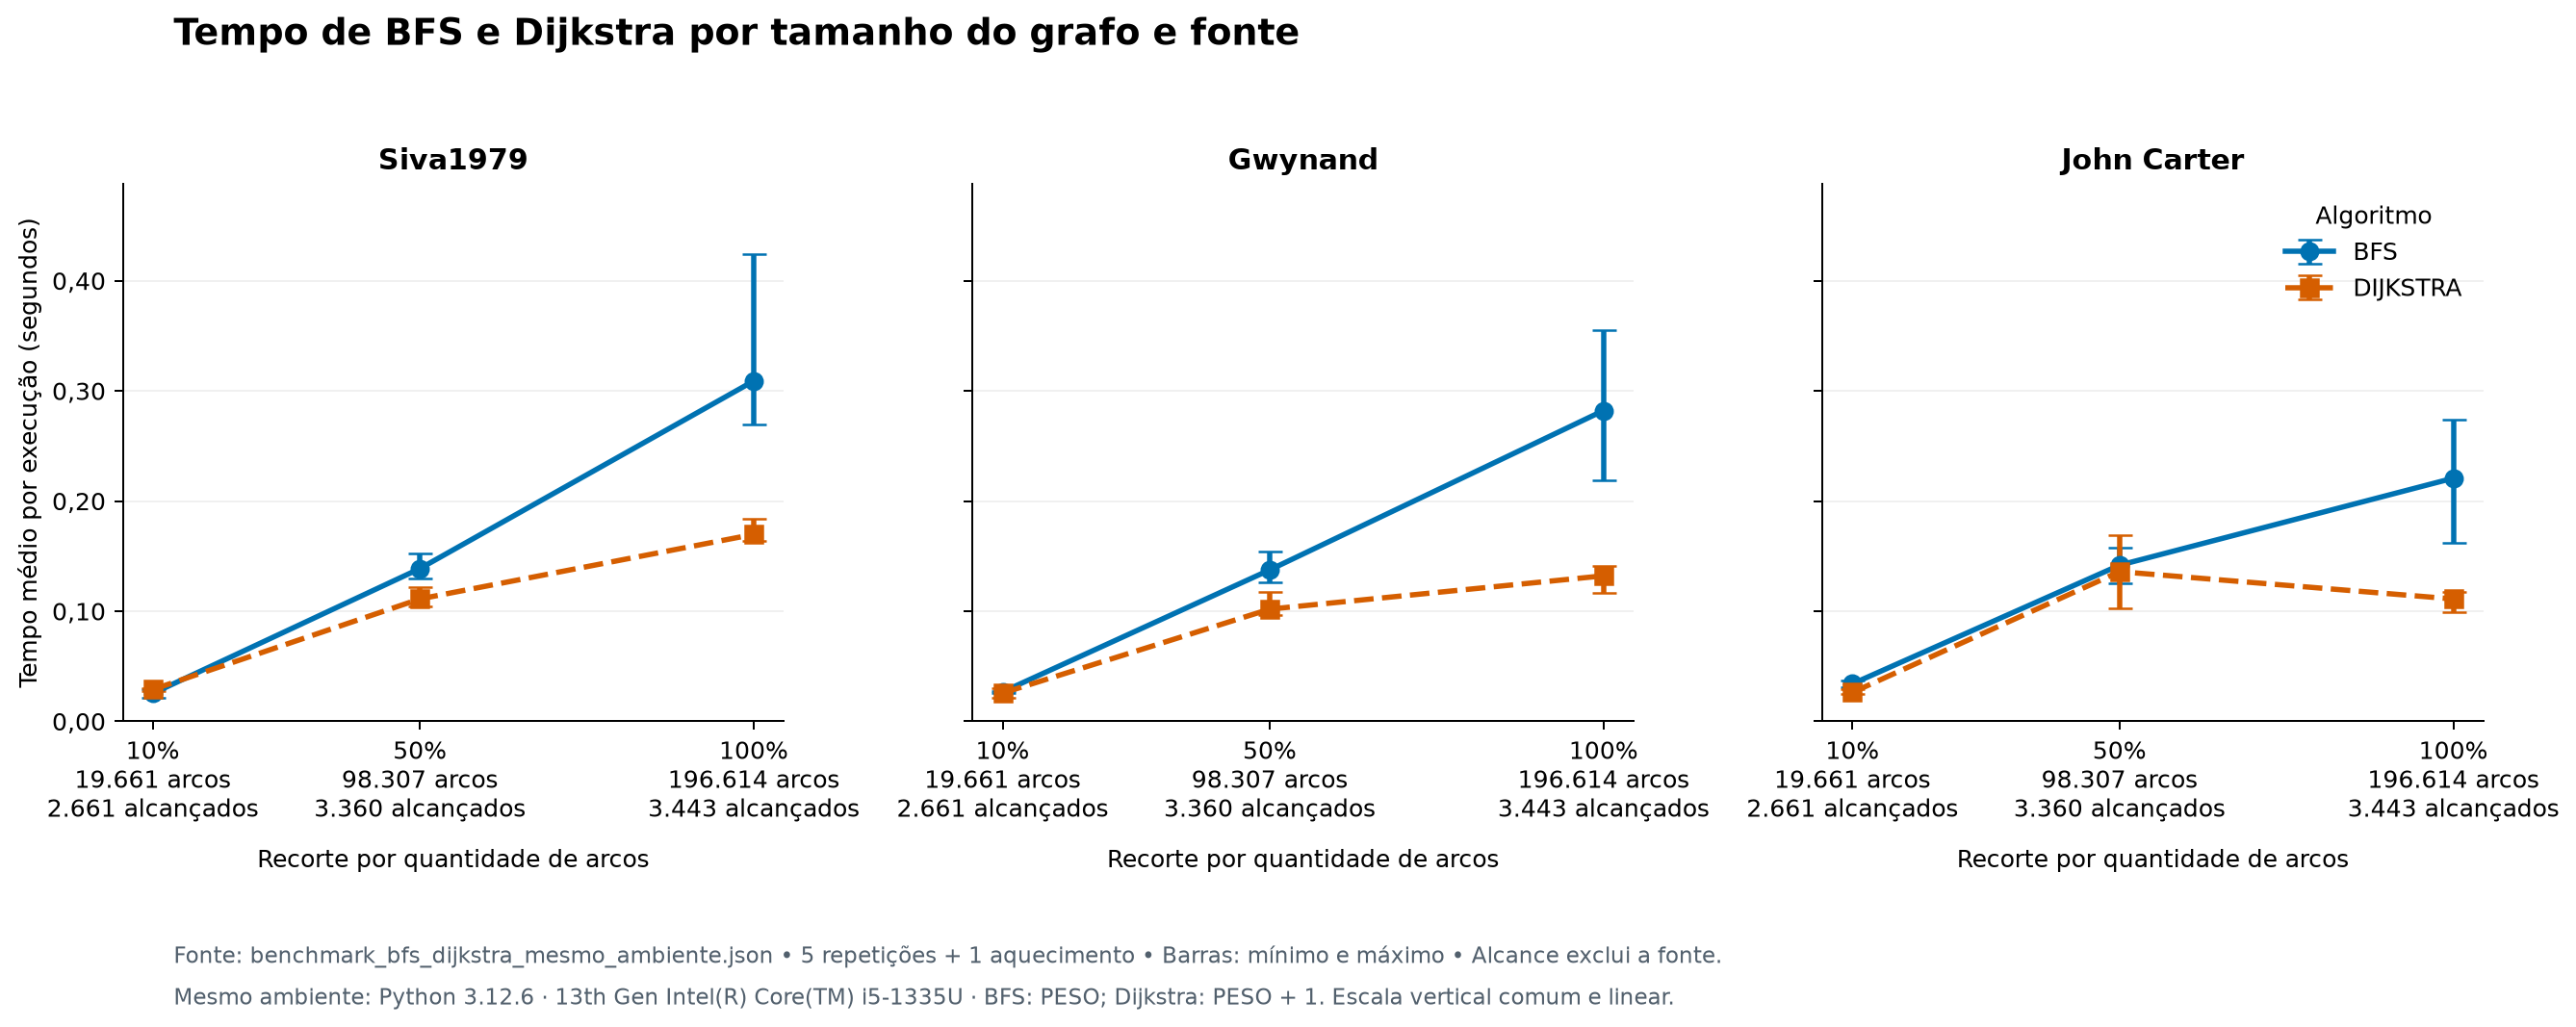 Tempo de BFS e Dijkstra por tamanho do grafo e fonte
Siva1979
Gwynand
John Carter
Tempo médio por execução (segundos)
0,40
0,30
0,20
0,10
0,00
Algoritmo
BFS
DIJKSTRA
10%
19.661 arcos
2.661 alcançados
50%
98.307 arcos
3.360 alcançados
100%
196.614 arcos
3.443 alcançados
Recorte por quantidade de arcos
10%
19.661 arcos
2.661 alcançados
50%
98.307 arcos
3.360 alcançados
100%
196.614 arcos
3.443 alcançados
Recorte por quantidade de arcos
10%
19.661 arcos
2.661 alcançados
50%
98.307 arcos
3.360 alcançados
100%
196.614 arcos
3.443 alcançados
Recorte por quantidade de arcos
Fonte: benchmark_bfs_dijkstra_mesmo_ambiente.json • 5 repetições + 1 aquecimento • Barras: mínimo e máximo • Alcance exclui a fonte.
Mesmo ambiente: Python 3.12.6 · 13th Gen Intel(R) Core(TM) i5-1335U · BFS: PESO; Dijkstra: PESO + 1. Escala vertical comum e linear.